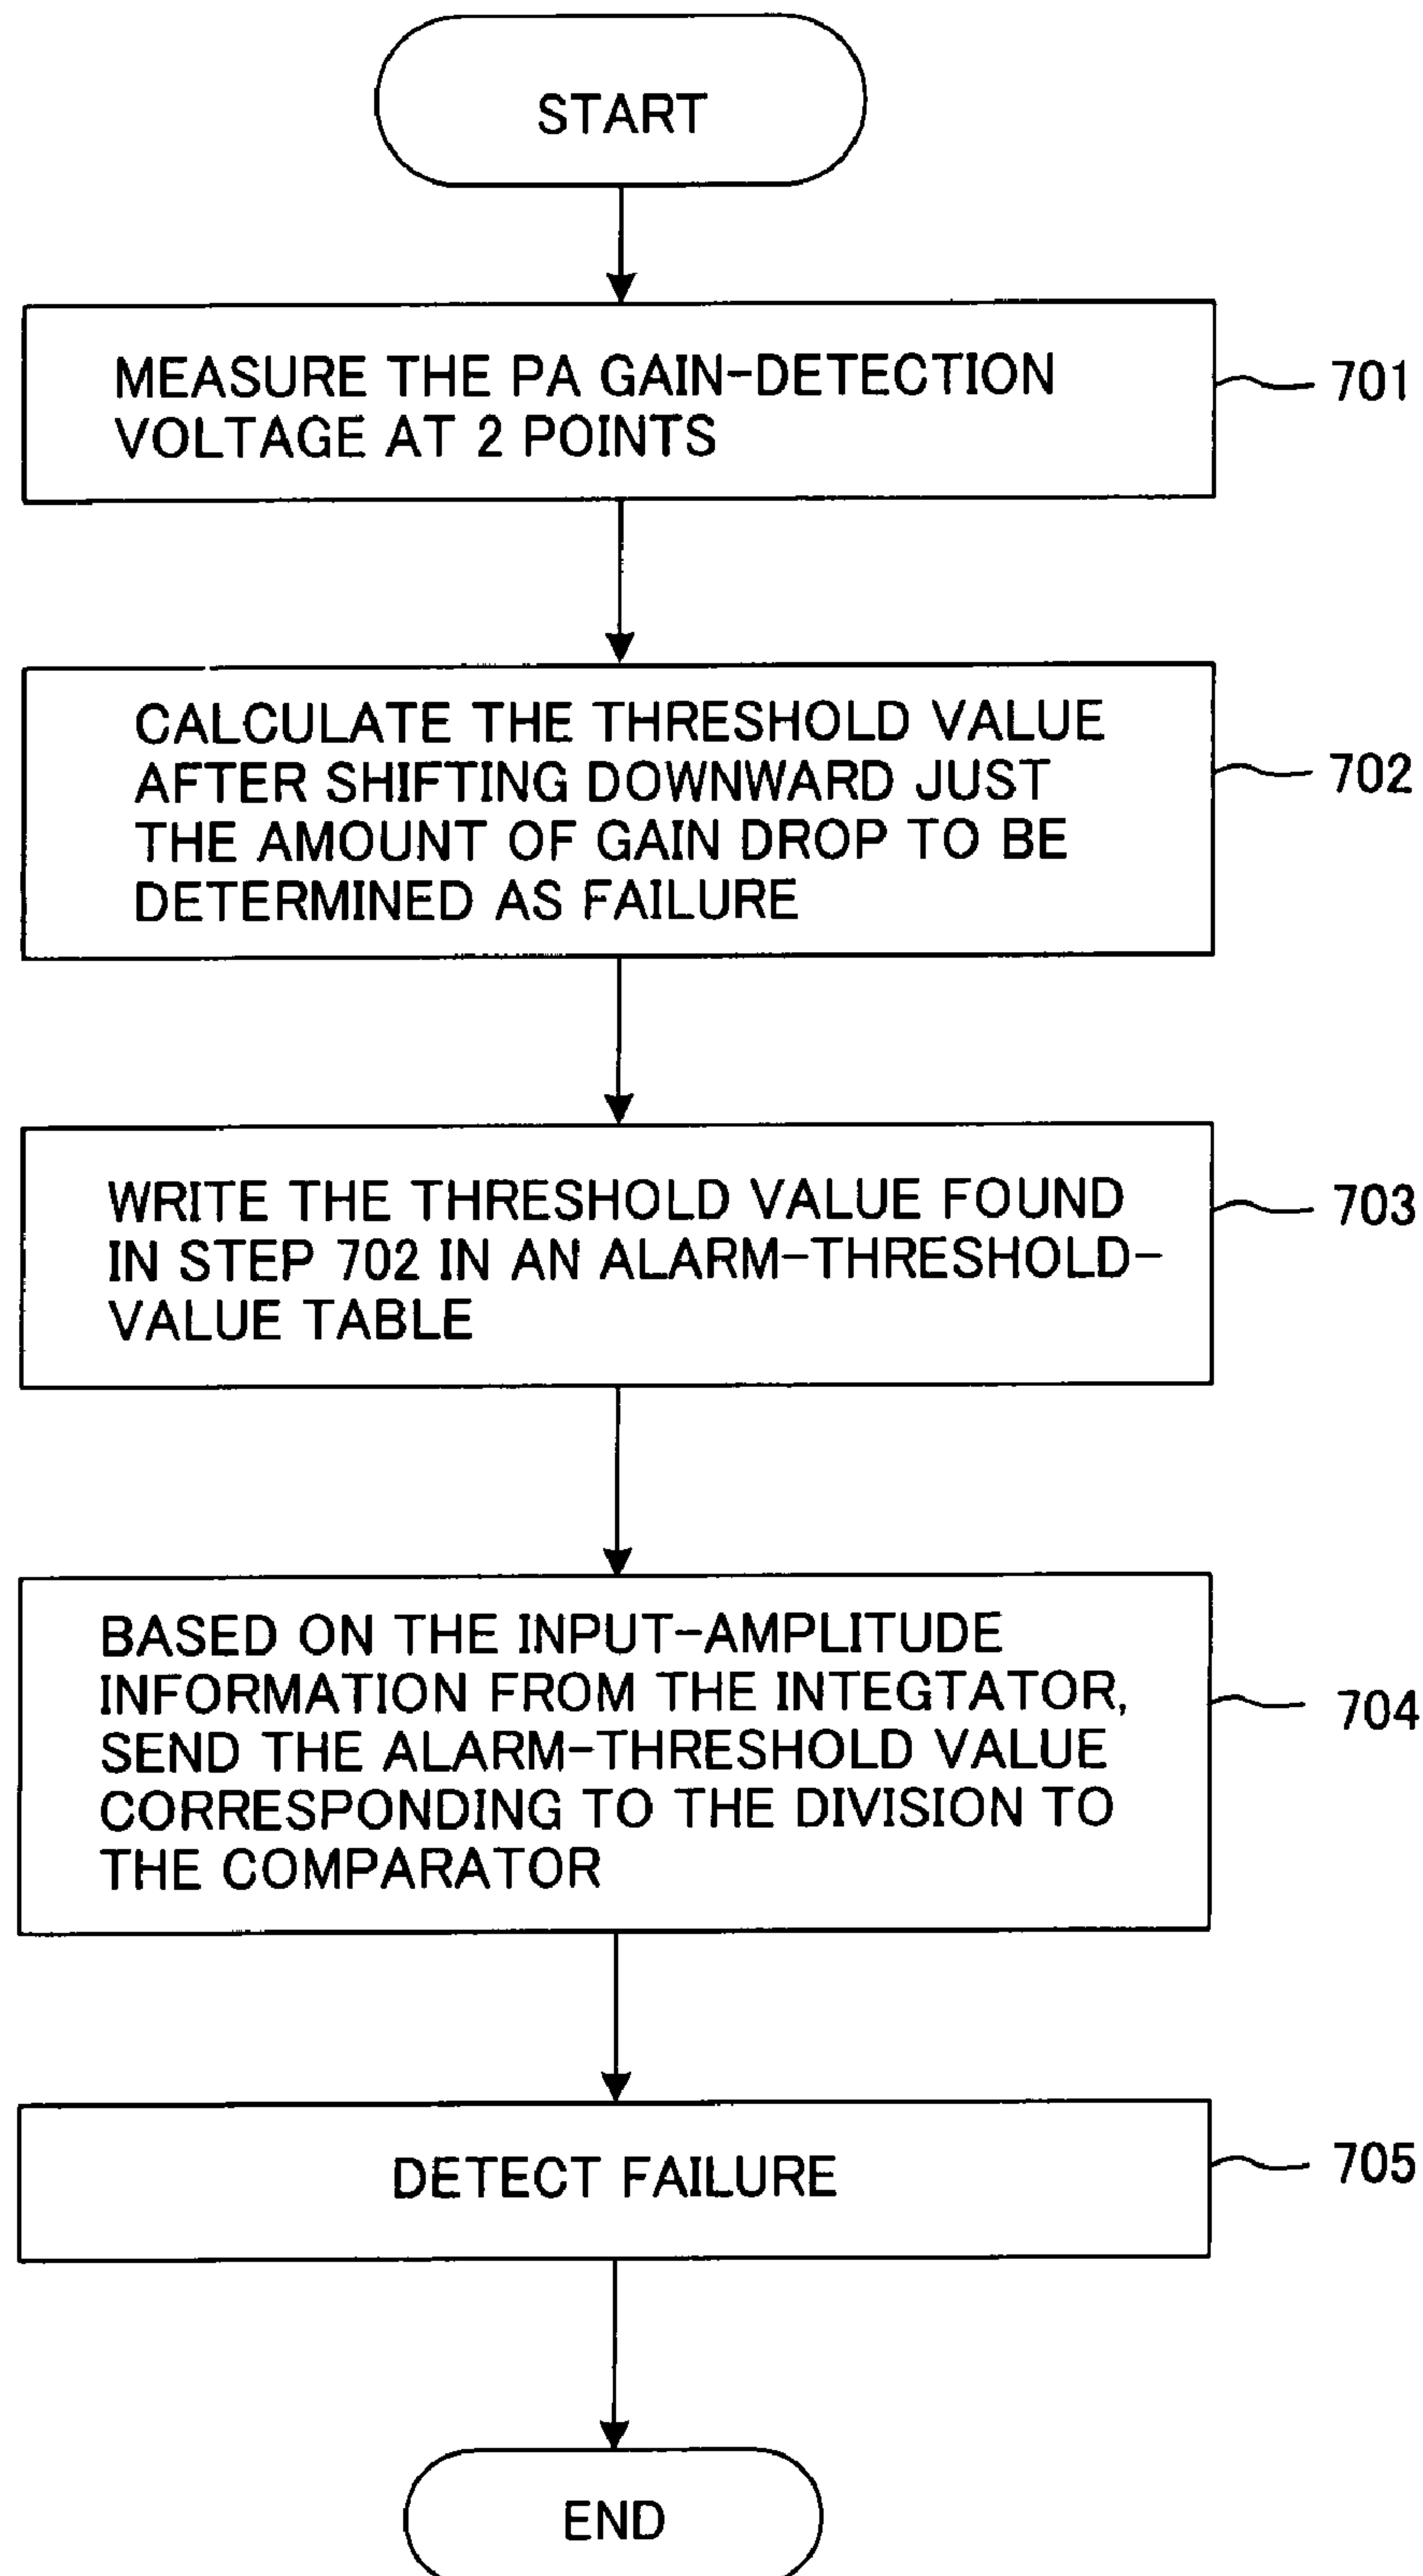 START
MEASURE THE PA GAIN-DETECTION
VOLTAGE AT 2 POINTS
701
CALCULATE THE THRESHOLD VALUE
AFTER SHIFTING DOWNWARD JUST
THE AMOUNT OF GAIN DROP TO BE
DETERMINED AS FAILURE
702
WRITE THE THRESHOLD VALUE FOUND
IN STEP 702 IN AN ALARM-THRESHOLD-
VALUE TABLE
703
BASED ON THE INPUT-AMPLITUDE
INFORMATION FROM THE INTEGTATOR,
SEND THE ALARM-THRESHOLD VALUE
CORRESPONDING TO THE DIVISION TO
THE COMPARATOR
704
DETECT FAILURE
705
END